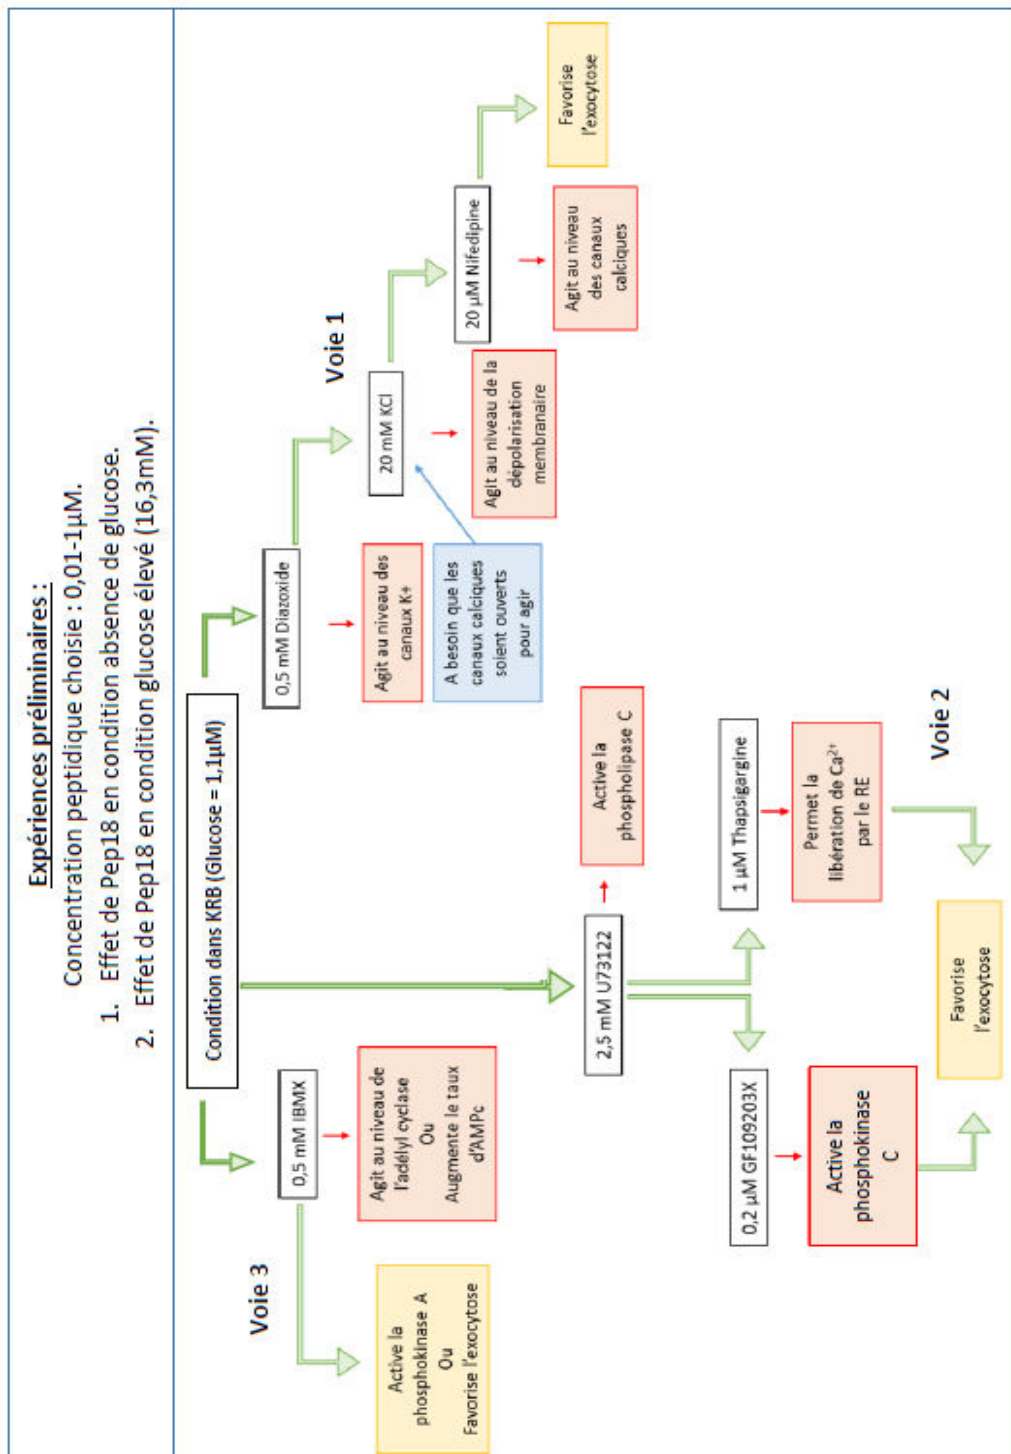 Expériences préliminaires :
Concentration peptidique choisie : 0,01-1µM.
1. Effet de Pep18 en condition absence de glucose.
2. Effet de Pep18 en condition glucose élevé (16,3mM).
Condition dans KRB (Glucose = 1,1µM)
Voie 3
0,5 mM IBMX
Agit au niveau de
l'adélyl cyclase
Ou
Augmente le taux
d'AMPc
Active la
phosphokinase A
Ou
Favorise l'exocytose
0,5 mM Diazoxide
Agit au niveau des
canaux K+
A besoin que les
canaux calciques
soient ouverts
pour agir
Voie 1
20 mM KCl
Agit au niveau de la
dépolarisation
membranaire
20 µM Nifedipine
Agit au niveau
des canaux
calciques
Favorise
l'exocytose
2,5 mM U73122
Active la
phospholipase C
0,2 µM GF109203X
Active la
phosphokinase
C
1 µM Thapsigargine
Permet la
libération de Ca²⁺
par le RE
Voie 2
Favorise
l'exocytose